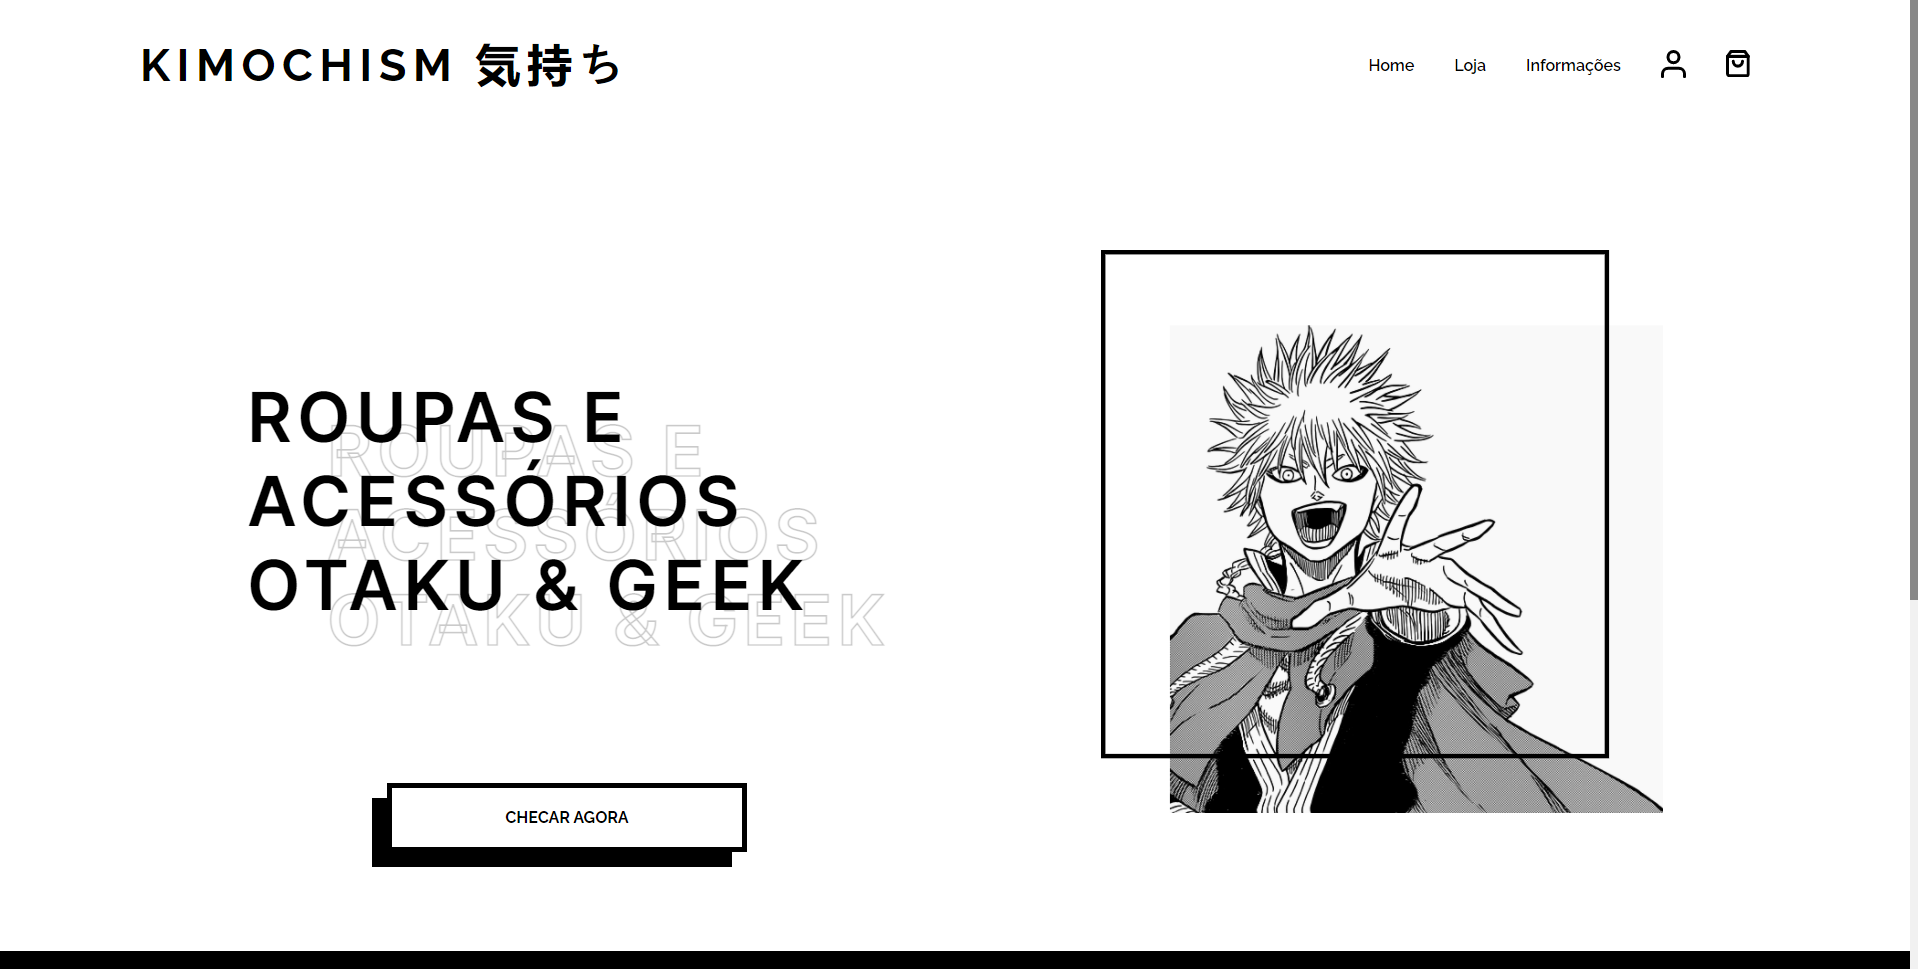 KIMOCHISM 気持ち
Home
Loja
Informações
ROUPAS E
ACESSÓRIOS
OTAKU & GEEK
ROUPAS E
ACESSÓRIOS
OTAKU & GEEK
CHECAR AGORA